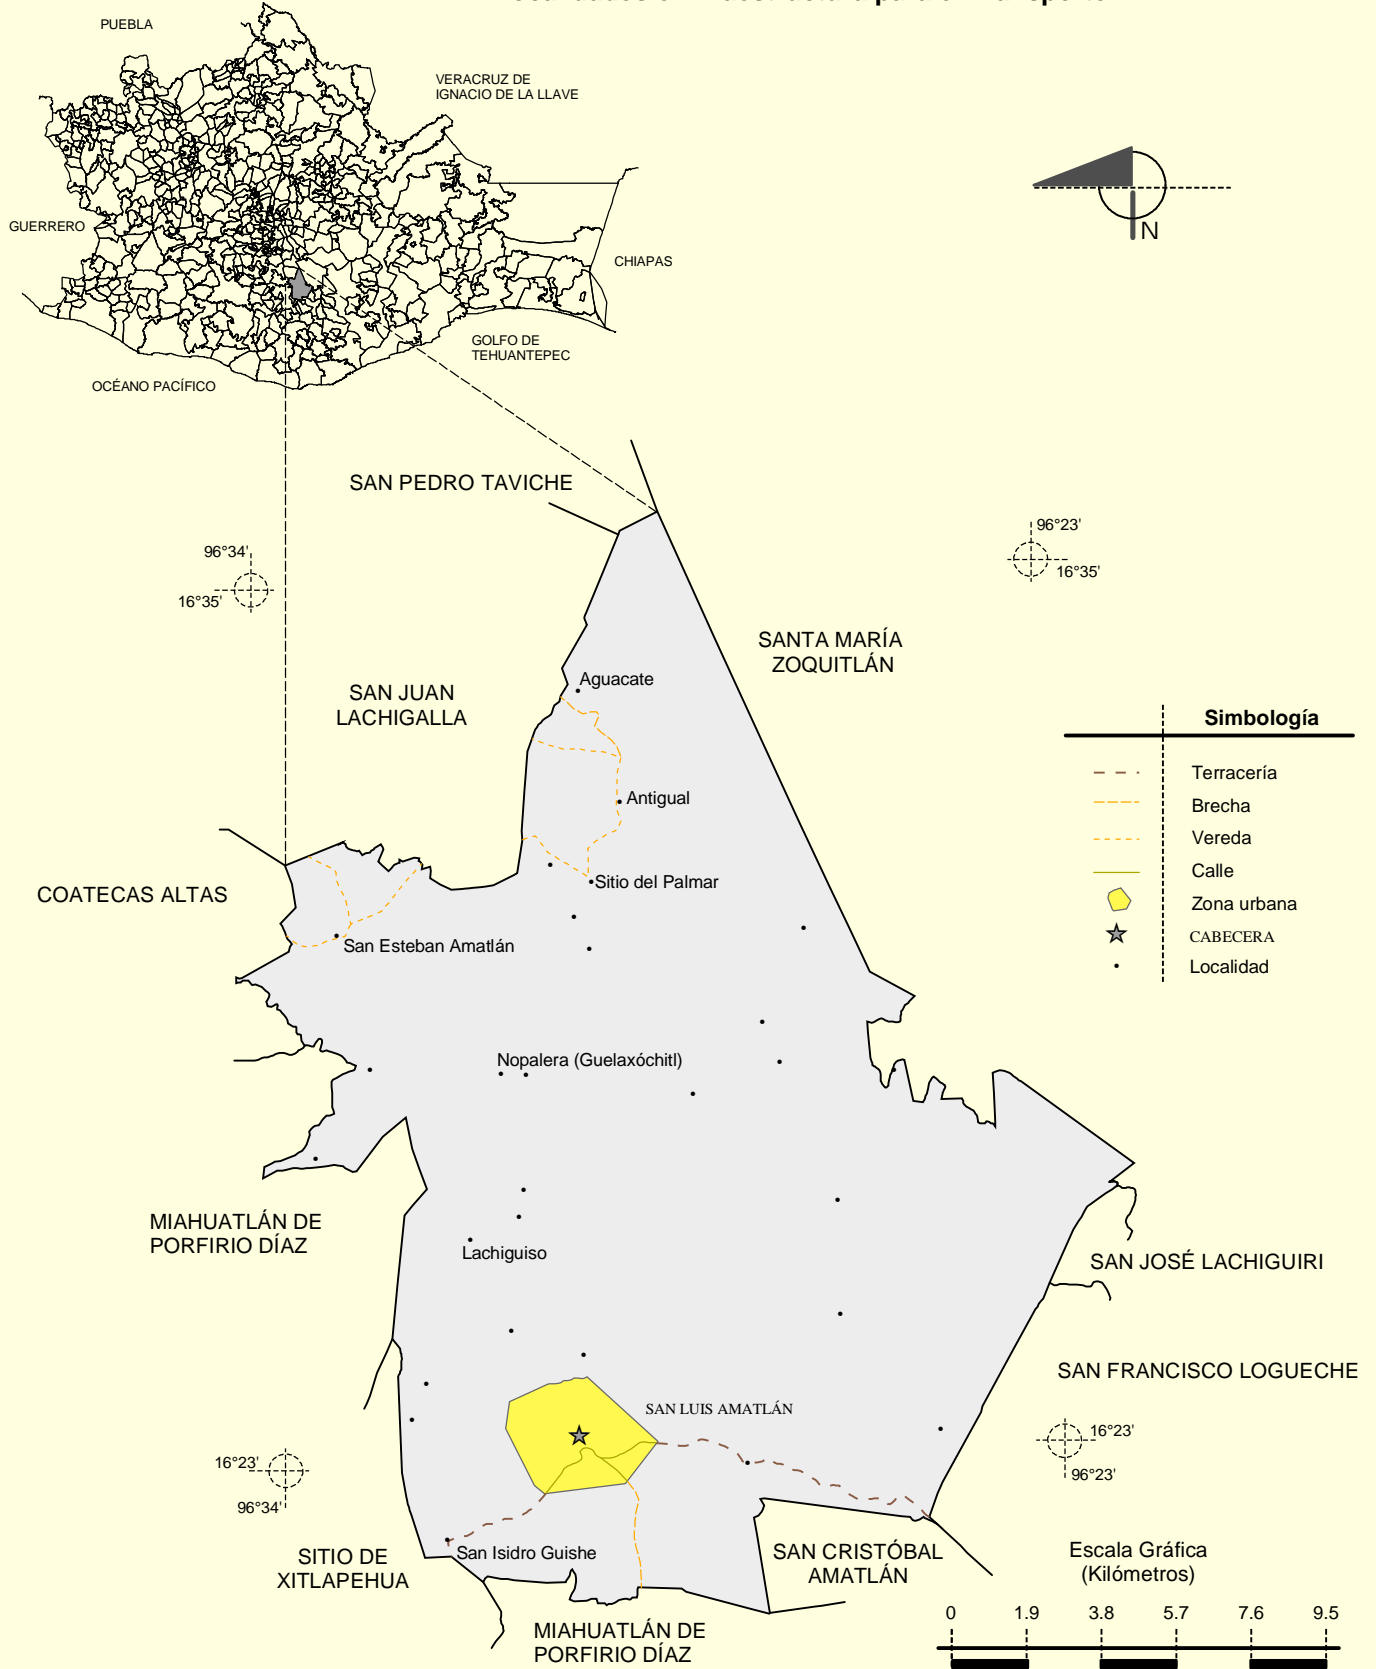 PUEBLA
VERACRUZ DE
IGNACIO DE LA LLAVE
GUERRERO
CHIAPAS
GOLFO DE
TEHUANTEPEC
OCÉANO PACÍFICO
N
SAN PEDRO TAVICHE
96°34'
16°35'
96°23'
16°35'
SANTA MARÍA
ZOQUITLÁN
SAN JUAN
LACHIGALLA
Aguacate
Antigual
Sitio del Palmar
COATECAS ALTAS
San Esteban Amatlán
Simbología
Terracería
Brecha
Vereda
Calle
Zona urbana
CABECERA
Localidad
Nopalera (Guelaxóchitl)
MIAHUATLÁN DE
PORFIRIO DÍAZ
Lachiguiso
SAN JOSÉ LACHIGUIRI
SAN FRANCISCO LOGUECHE
SAN LUIS AMATLÁN
16°23'
96°34'
16°23'
96°23'
San Isidro Guishe
SITIO DE
XITLAPEHUA
SAN CRISTÓBAL
AMATLÁN
MIAHUATLÁN DE
PORFIRIO DÍAZ
Escala Gráfica
(Kilómetros)
0 1.9 3.8 5.7 7.6 9.5